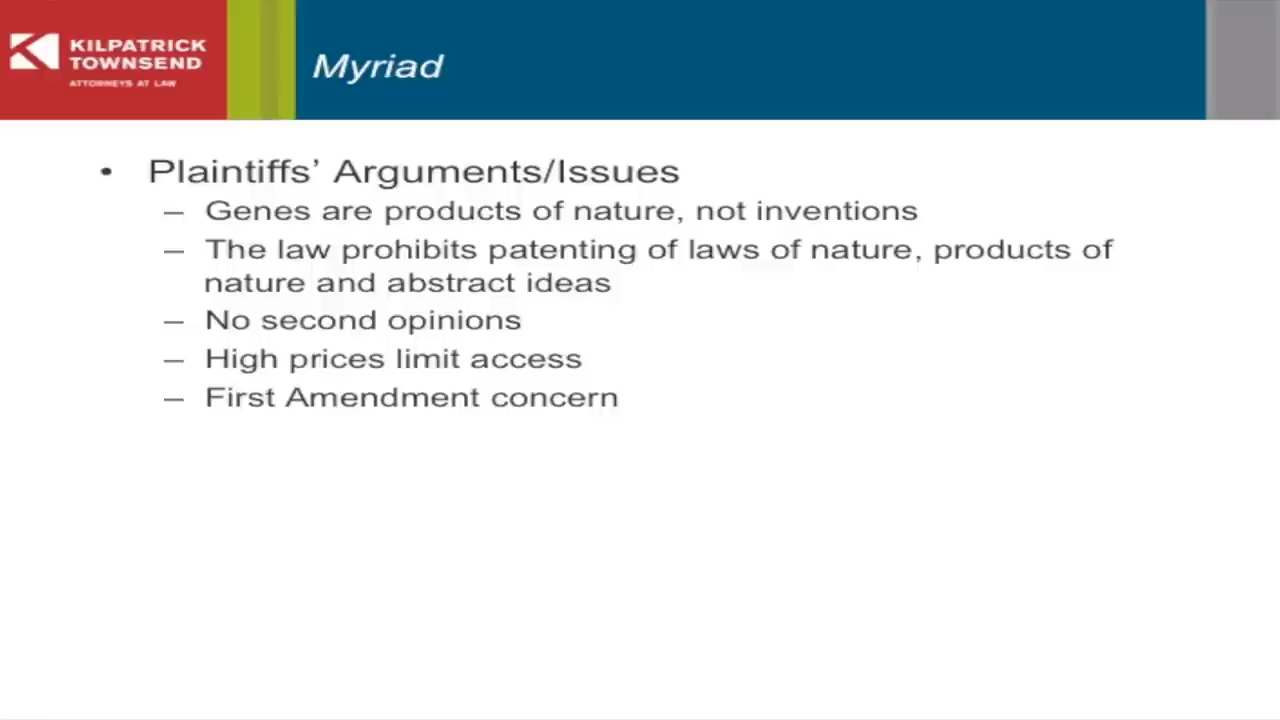 KILPATRICK
TOWNSEND
ATTORNEYS AT LAW
Myriad
• Plaintiffs’ Arguments/Issues
– Genes are products of nature, not inventions
– The law prohibits patenting of laws of nature, products of
nature and abstract ideas
– No second opinions
– High prices limit access
– First Amendment concern